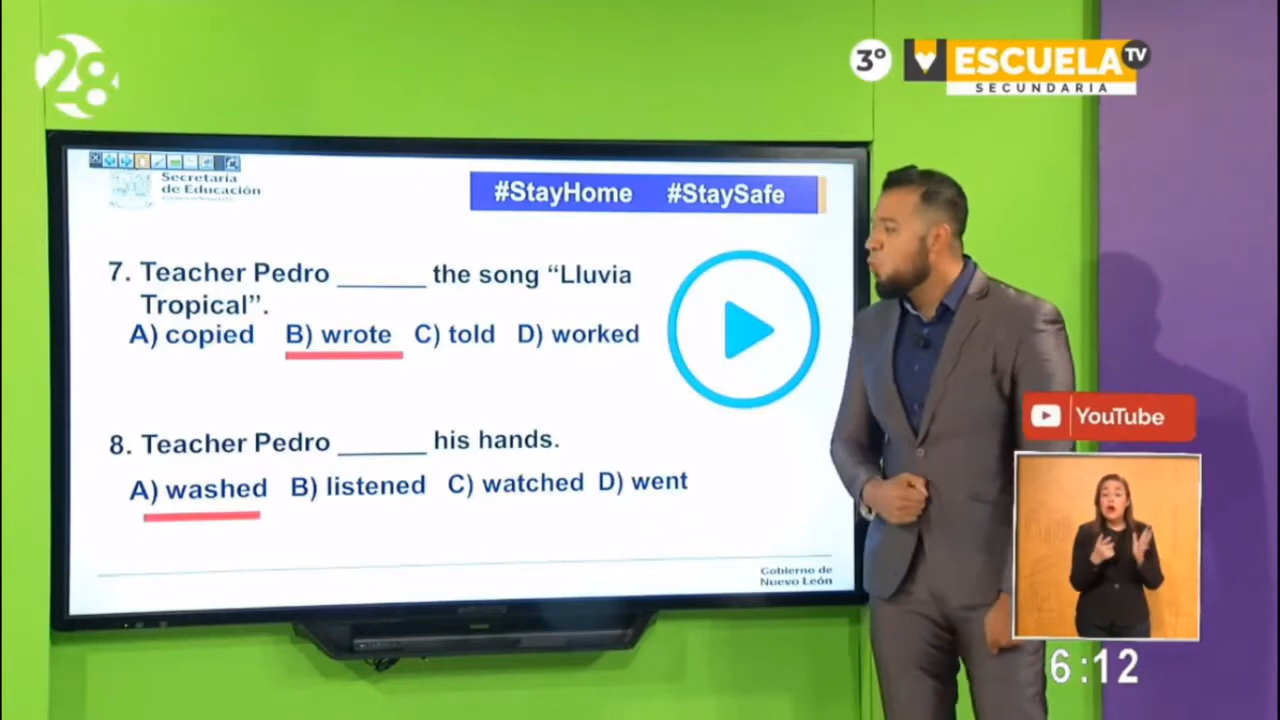 28
3º
ESCUELA TV
SECUNDARIA
Secretaría
de Educación
#StayHome #StaySafe
7. Teacher Pedro ______ the song “Lluvia
Tropical”.
A) copied B) wrote C) told D) worked
8. Teacher Pedro ______ his hands.
A) washed B) listened C) watched D) went
Gobierno de
Nuevo León
YouTube
6:12